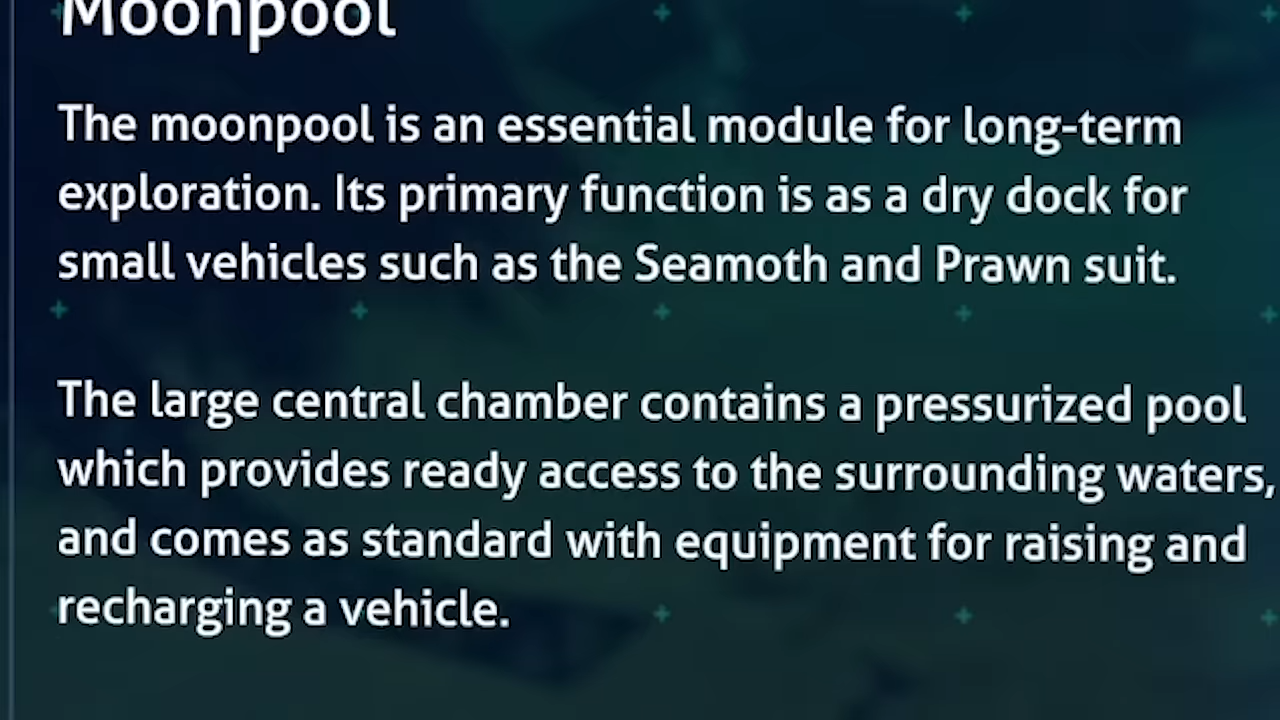 Moonpool
The moonpool is an essential module for long-term
exploration. Its primary function is as a dry dock for
small vehicles such as the Seamoth and Prawn suit.
The large central chamber contains a pressurized pool
which provides ready access to the surrounding waters,
and comes as standard with equipment for raising and
recharging a vehicle.